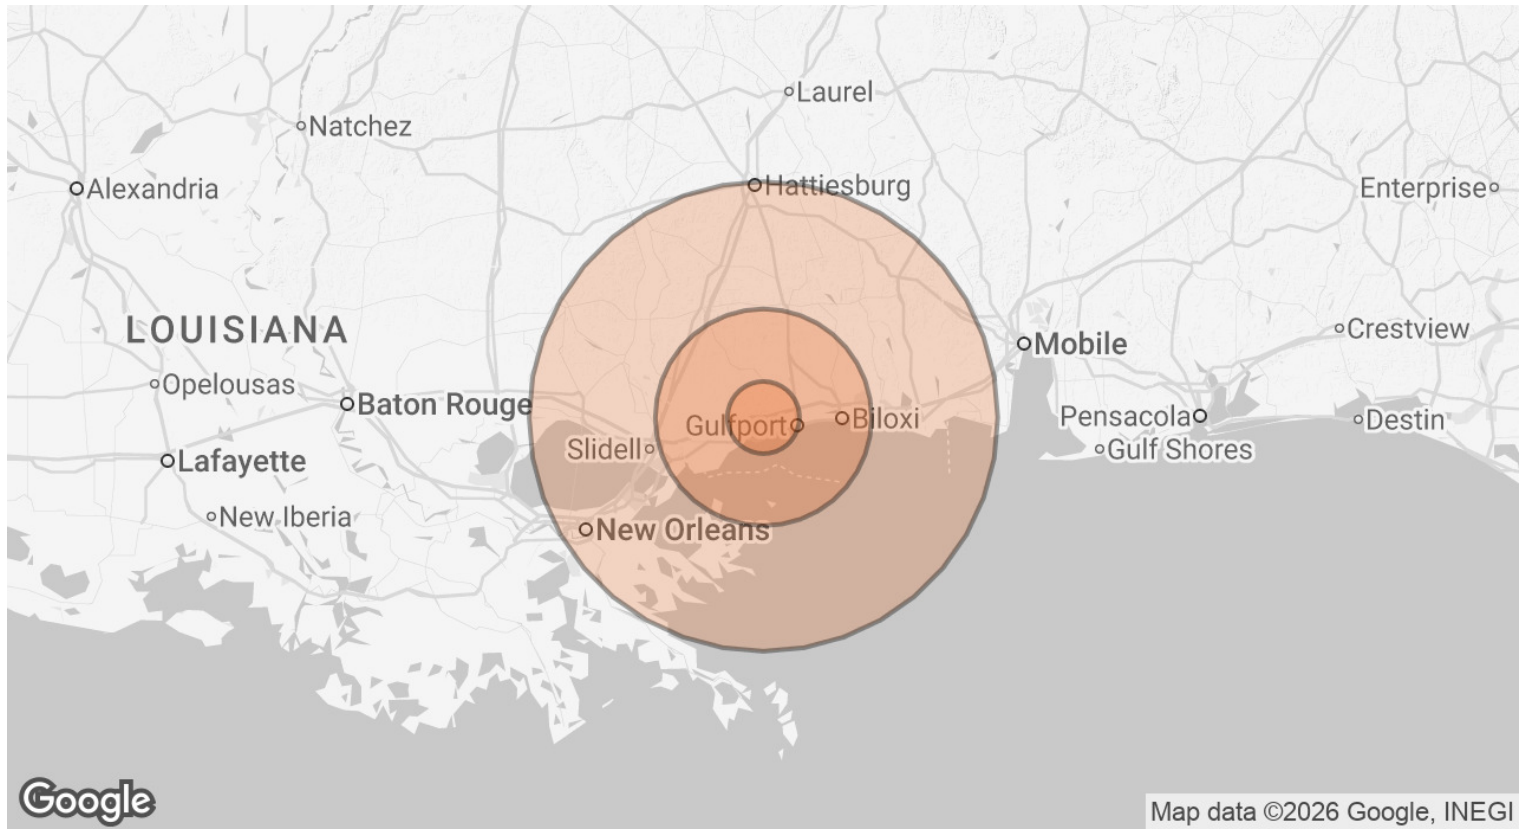 Laurel
Natchez
Alexandria
Hattiesburg
Enterprise
LOUISIANA
Crestview
Mobile
Opelousas
Baton Rouge
Gulfport
Biloxi
Pensacola
Destin
Slidell
Gulf Shores
Lafayette
New Iberia
New Orleans
Google
Map data ©2026 Google, INEGI